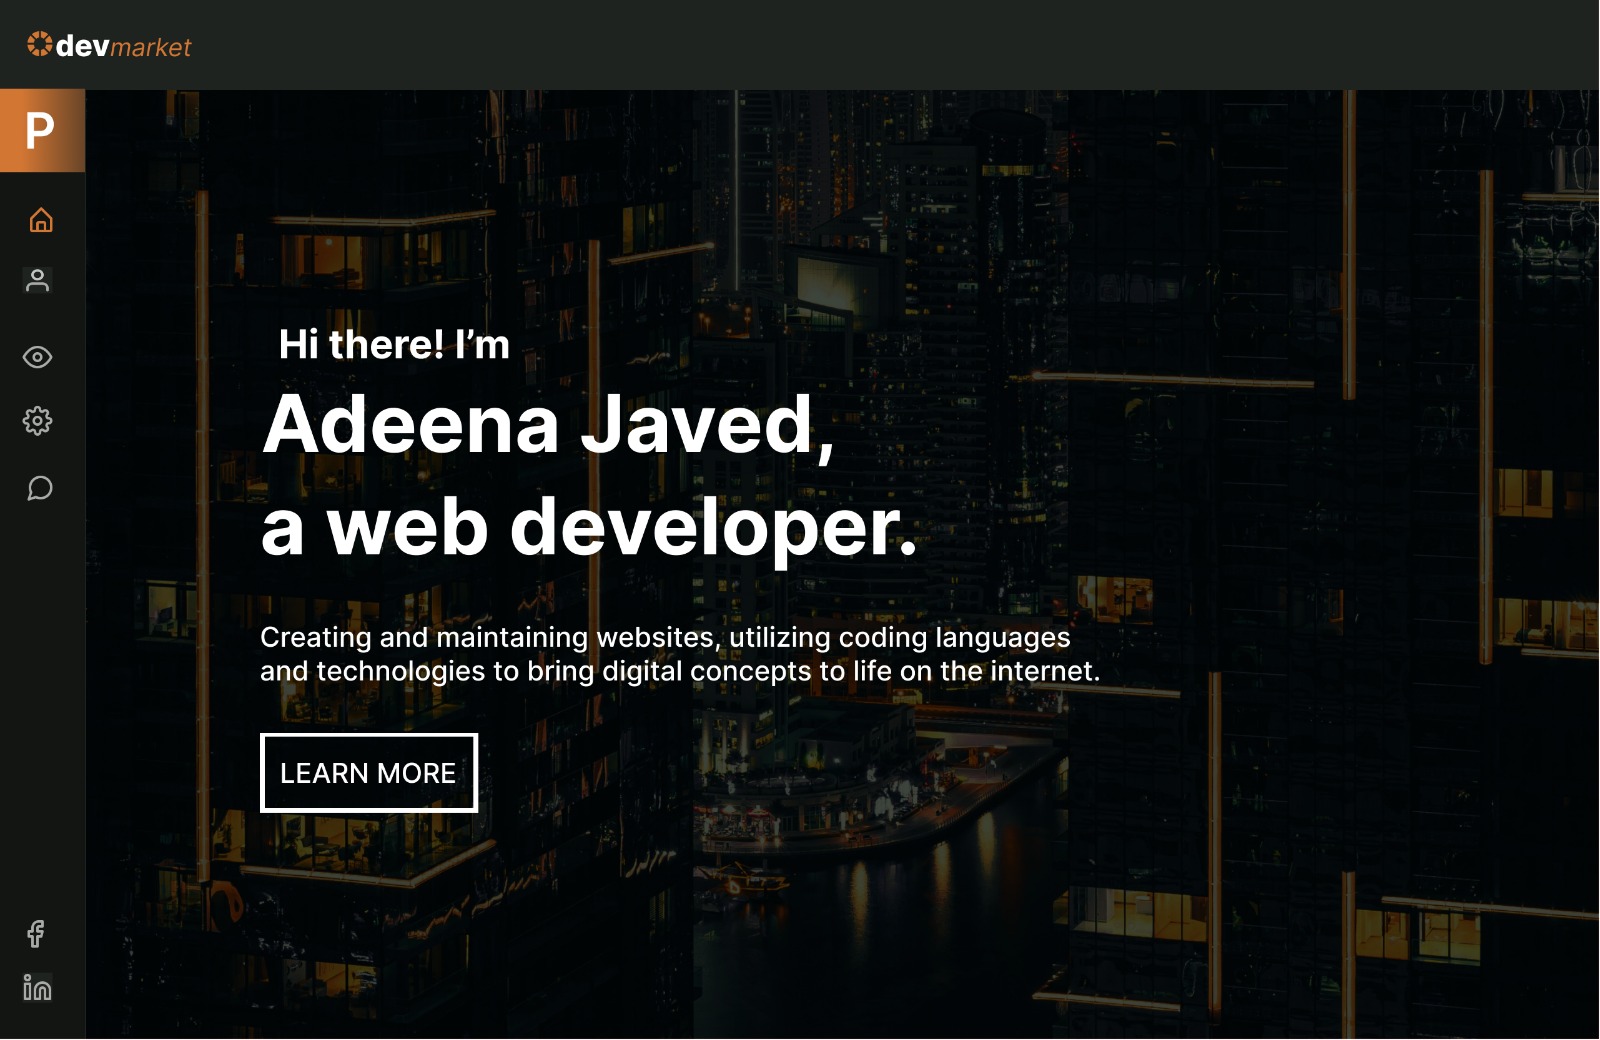 devmarket
P
Hi there! I’m
Adeena Javed,
a web developer.
Creating and maintaining websites, utilizing coding languages
and technologies to bring digital concepts to life on the internet.
LEARN MORE